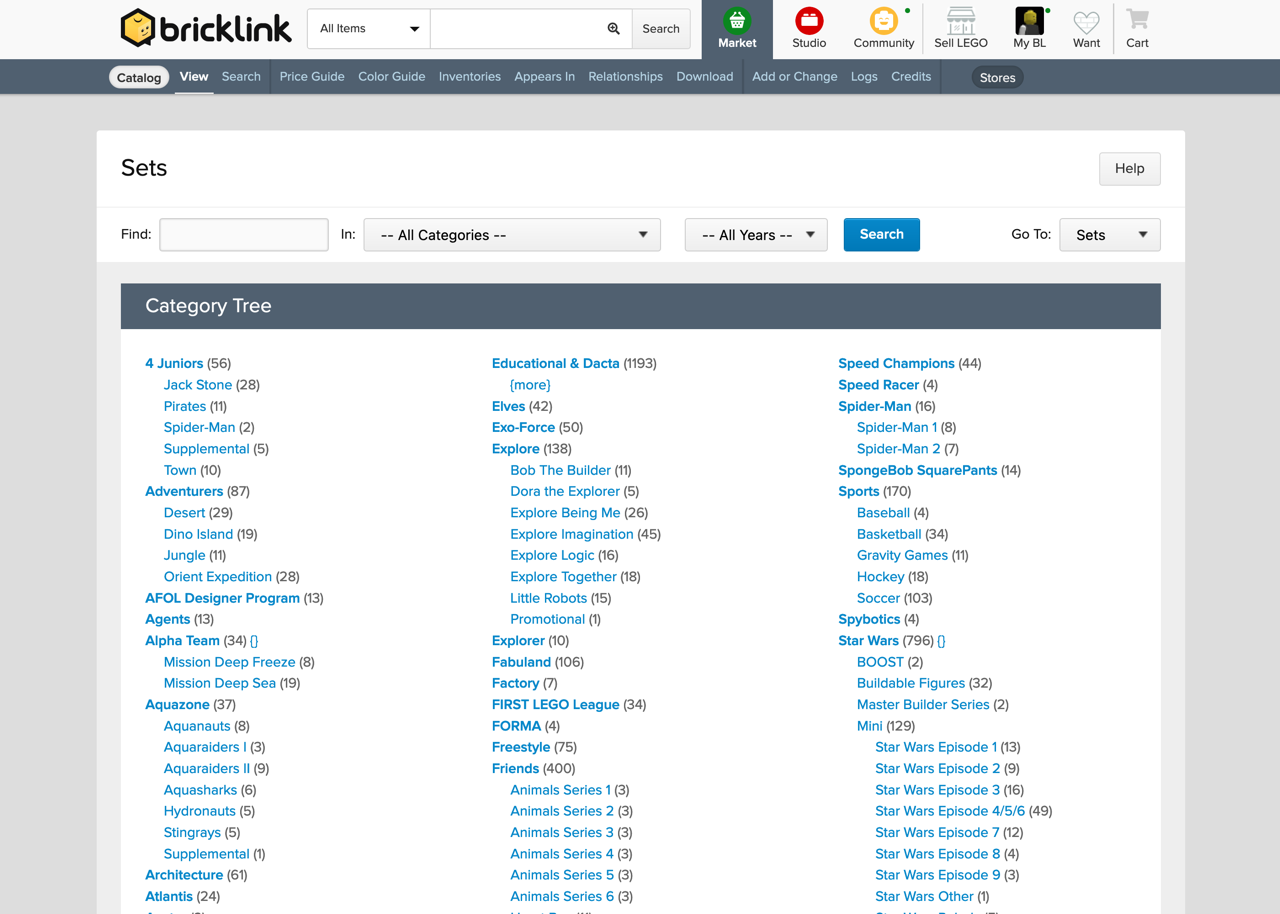 bricklink
All Items
Search
Market
Studio
Community
Sell LEGO
My BL
Want
Cart
Catalog
View
Search
Price Guide
Color Guide
Inventories
Appears In
Relationships
Download
Add or Change
Logs
Credits
Stores
Sets
Help
Find:
In:
-- All Categories --
-- All Years --
Search
Go To:
Sets
Category Tree
4 Juniors (56)
Jack Stone (28)
Pirates (11)
Spider-Man (2)
Supplemental (5)
Town (10)
Adventurers (87)
Desert (29)
Dino Island (19)
Jungle (11)
Orient Expedition (28)
AFOL Designer Program (13)
Agents (13)
Alpha Team (34) {}
Mission Deep Freeze (8)
Mission Deep Sea (19)
Aquazone (37)
Aquanauts (8)
Aquaraiders I (3)
Aquaraiders II (9)
Aquasharks (6)
Hydronauts (5)
Stingrays (5)
Supplemental (1)
Architecture (61)
Atlantis (24)
Educational & Dacta (1193)
{more}
Elves (42)
Exo-Force (50)
Explore (138)
Bob The Builder (11)
Dora the Explorer (5)
Explore Being Me (26)
Explore Imagination (45)
Explore Logic (16)
Explore Together (18)
Little Robots (15)
Promotional (1)
Explorer (10)
Fabuland (106)
Factory (7)
FIRST LEGO League (34)
FORMA (4)
Freestyle (75)
Friends (400)
Animals Series 1 (3)
Animals Series 2 (3)
Animals Series 3 (3)
Animals Series 4 (3)
Animals Series 5 (3)
Animals Series 6 (3)
Speed Champions (44)
Speed Racer (4)
Spider-Man (16)
Spider-Man 1 (8)
Spider-Man 2 (7)
SpongeBob SquarePants (14)
Sports (170)
Baseball (4)
Basketball (34)
Gravity Games (11)
Hockey (18)
Soccer (103)
Spybotics (4)
Star Wars (796) {}
BOOST (2)
Buildable Figures (32)
Master Builder Series (2)
Mini (129)
Star Wars Episode 1 (13)
Star Wars Episode 2 (9)
Star Wars Episode 3 (16)
Star Wars Episode 4/5/6 (49)
Star Wars Episode 7 (12)
Star Wars Episode 8 (4)
Star Wars Episode 9 (3)
Star Wars Other (1)